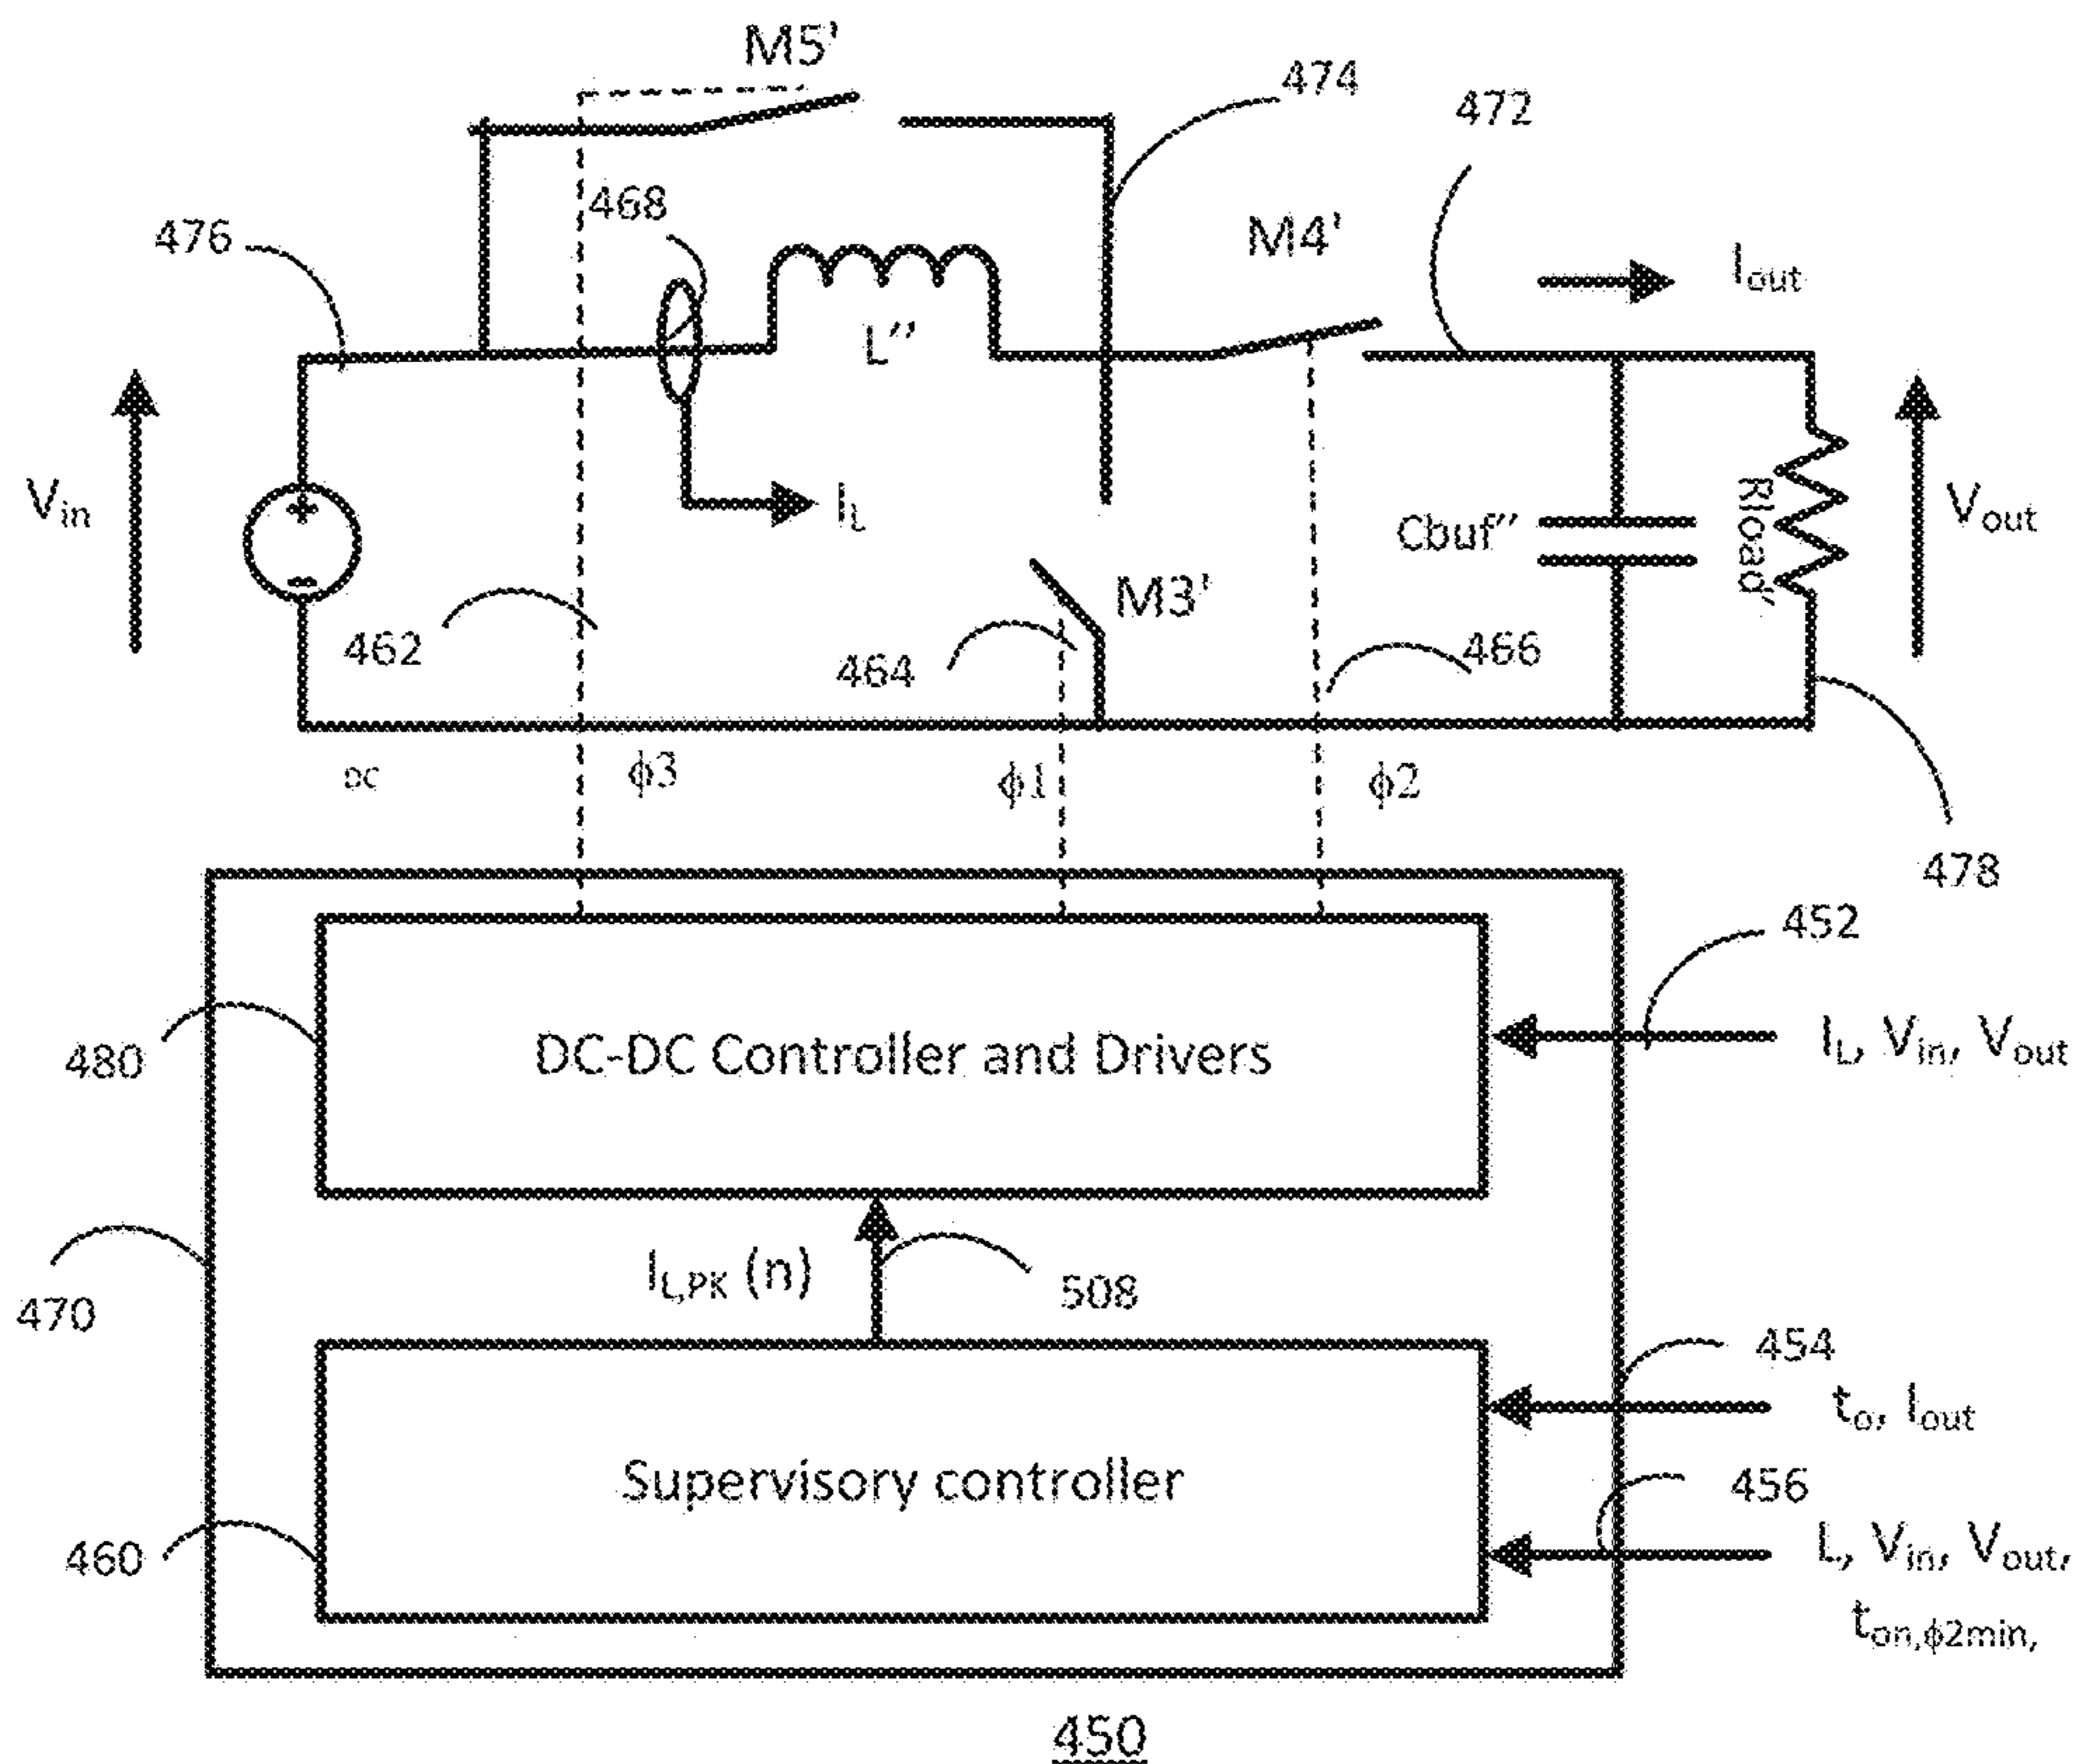 M5'
474
472
468
476
M4'
Iout
L''
Vin
IL
Cbuf''
Rload''
Vout
M3'
462
464
466
DC
ϕ3
ϕ1
ϕ2
478
452
480
DC-DC Controller and Drivers
IL, Vin, Vout
IL,PK (n)
508
470
454
to, Iout
Supervisory controller
456
460
L, Vin, Vout,
ton,ϕ2min,
450